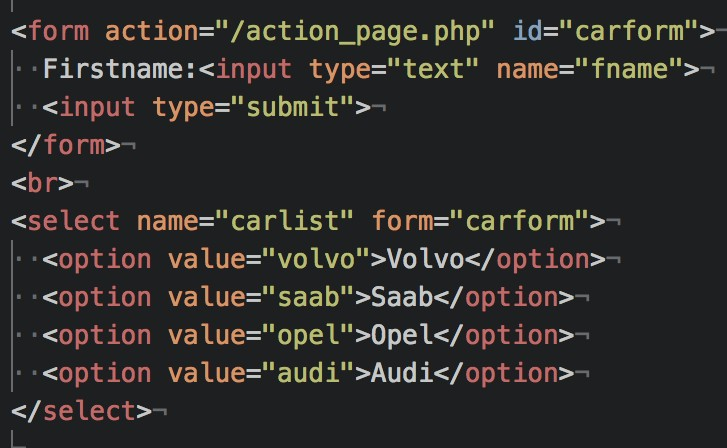 <form action="/action_page.php" id="carform">
  Firstname:<input type="text" name="fname">
  <input type="submit">
</form>
<br>
<select name="carlist" form="carform">
  <option value="volvo">Volvo</option>
  <option value="saab">Saab</option>
  <option value="opel">Opel</option>
  <option value="audi">Audi</option>
</select>